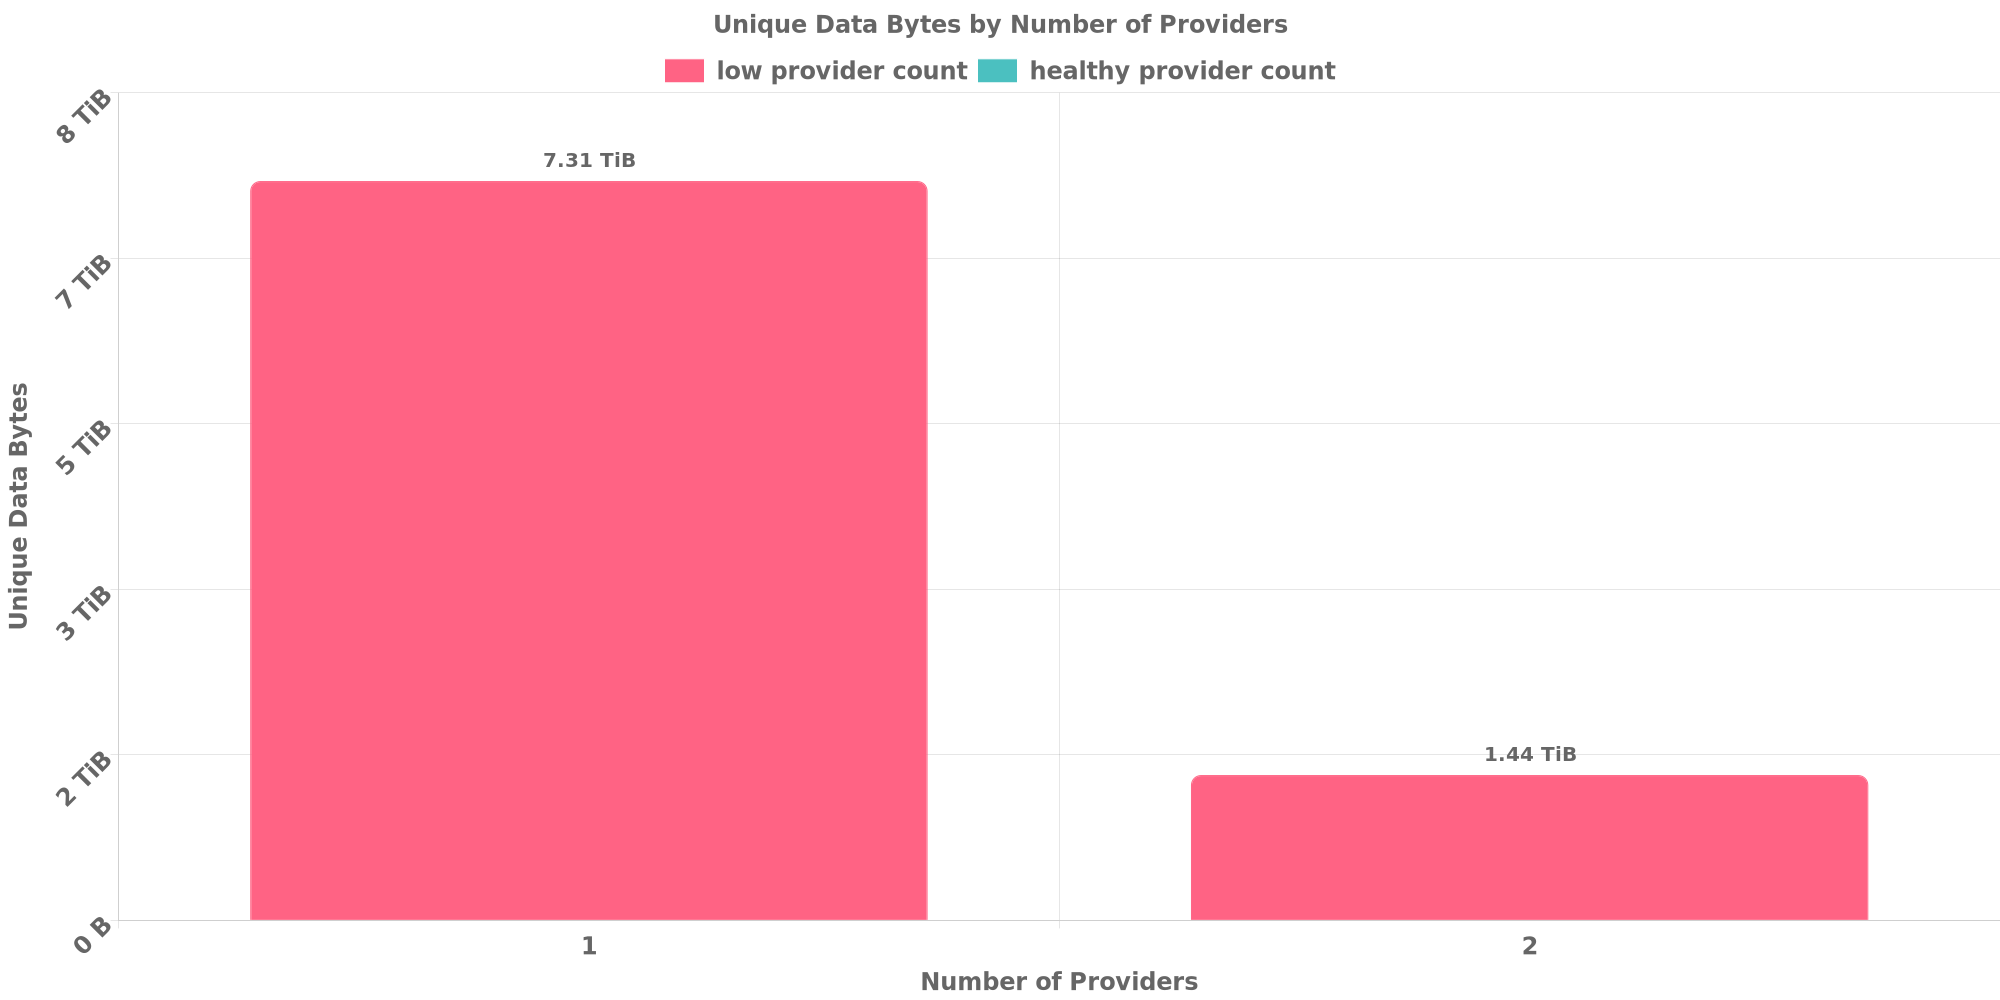 Unique Data Bytes by Number of Providers
low provider count
healthy provider count
8 TiB
7 TiB
5 TiB
3 TiB
2 TiB
0 B
Unique Data Bytes
7.31 TiB
1.44 TiB
1
2
Number of Providers